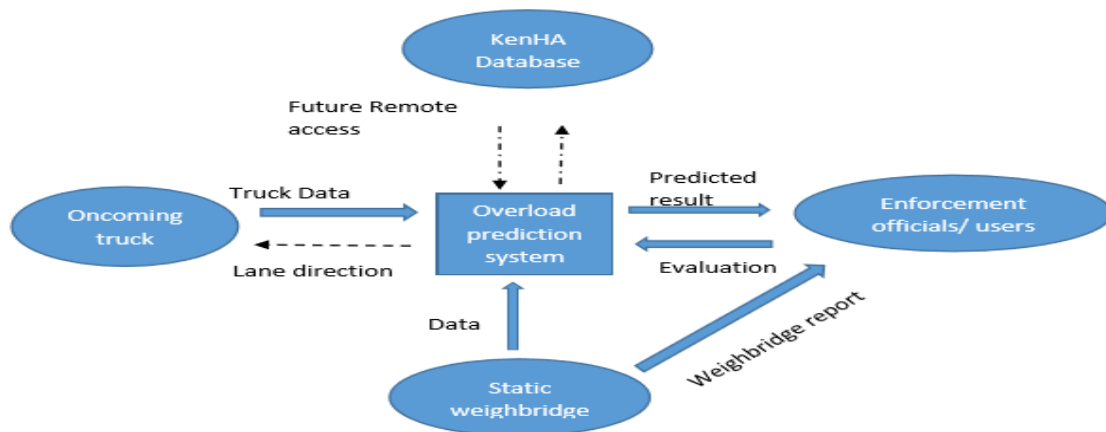 KenHA
Database
Future Remote
access
Truck Data
Predicted
result
Oncoming
truck
Overload
prediction
system
Enforcement
officials/ users
Lane direction
Evaluation
Data
Weighbridge report
Static
weighbridge